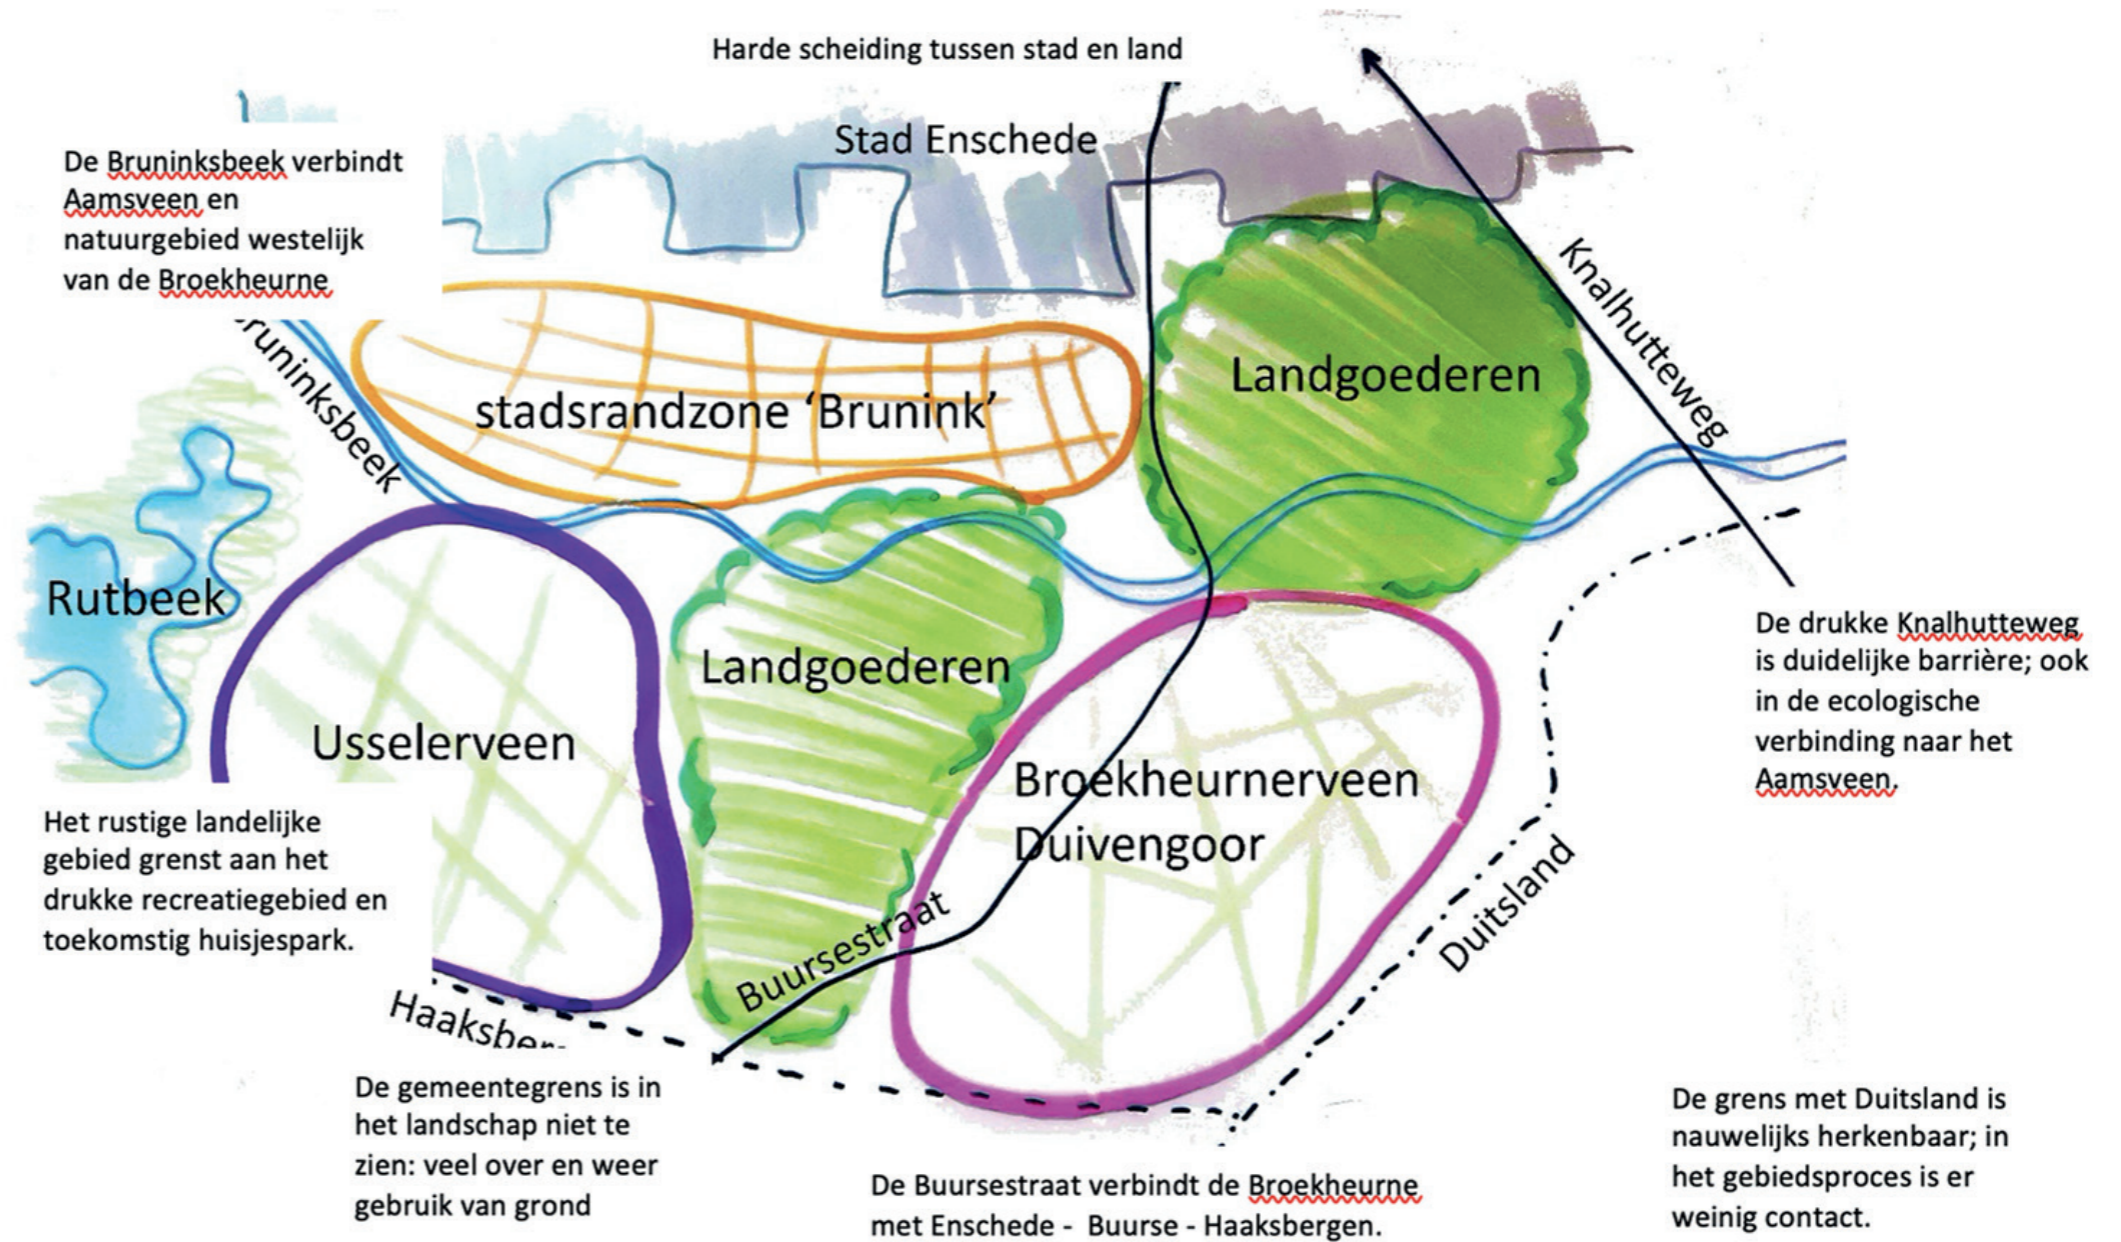 Harde scheiding tussen stad en land
Stad Enschede
De Bruninksbeek verbindt
Aamsveen en
natuurgebied westelijk
van de Broekheurne
Knalhutteweg
Landgoederen
stadsrandzone ‘Brunink’
Rutbeek
Landgoederen
Usselerveen
De drukke Knalhutteweg
is duidelijke barrière; ook
in de ecologische
verbinding naar het
Aamsveen.
Broekheurnerveen
Duivengoor
Het rustige landelijke
gebied grenst aan het
drukke recreatiegebied en
toekomstig huisjespark.
Buursestraat
Duitsland
De gemeentegrens is in
het landschap niet te
zien: veel over en weer
gebruik van grond
De Buursestraat verbindt de Broekheurne
met Enschede - Buurse - Haaksbergen.
De grens met Duitsland is
nauwelijks herkenbaar; in
het gebiedsproces is er
weinig contact.